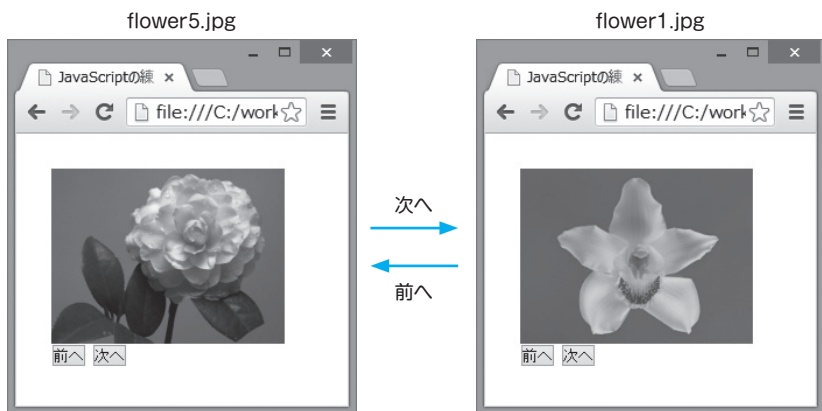 flower5.jpg
flower1.jpg
JavaScriptの練
file:///C:/work
前へ 次へ
次へ
前へ
JavaScriptの練
file:///C:/work
前へ 次へ